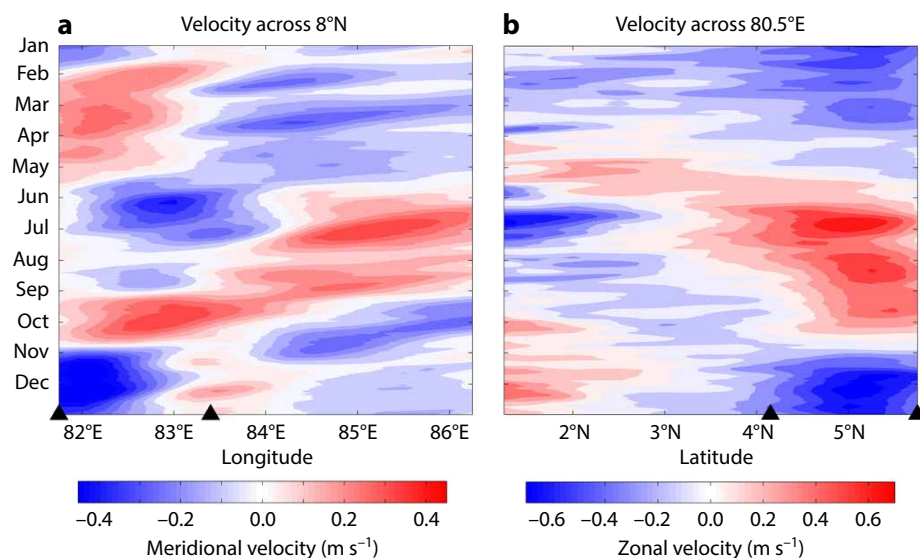 a
Velocity across 8°N
b
Velocity across 80.5°E
Jan
Feb
Mar
Apr
May
Jun
Jul
Aug
Sep
Oct
Nov
Dec
82°E 83°E 84°E 85°E 86°E
Longitude
2°N 3°N 4°N 5°N
Latitude
−0.4 −0.2 0.0 0.2 0.4
Meridional velocity (m s⁻¹)
−0.6 −0.4 −0.2 0.0 0.2 0.4 0.6
Zonal velocity (m s⁻¹)